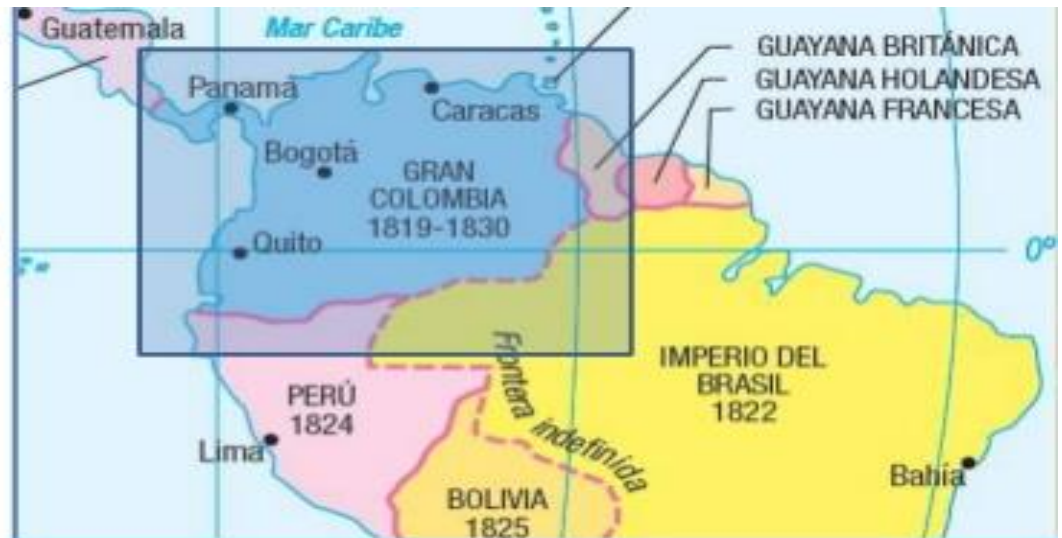 Guatemala
Mar Caribe
Panamá
Caracas
Bogotá
GRAN
COLOMBIA
1819-1830
Quito
GUAYANA BRITÁNICA
GUAYANA HOLANDESA
GUAYANA FRANCESA
0°
Frontera indefinida
IMPERIO DEL
BRASIL
1822
PERÚ
1824
Lima
BOLIVIA
1825
Bahía